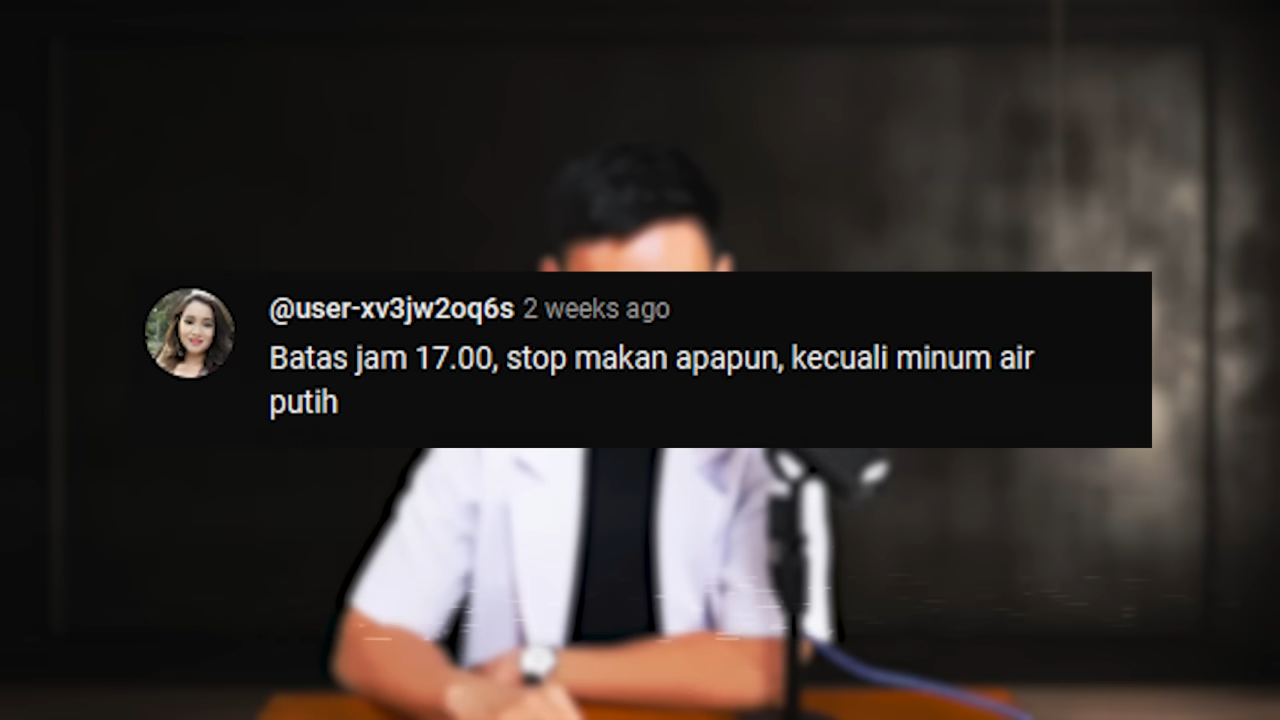 @user-xv3jw2oq6s 2 weeks ago
Batas jam 17.00, stop makan apapun, kecuali minum air
putih